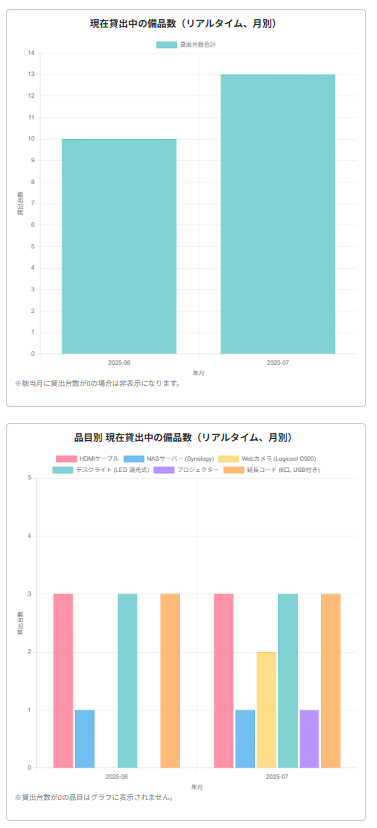 現在貸出中の備品数（リアルタイム、月別）
貸出台数合計
14
13
12
11
10
9
8
7
6
5
4
3
2
1
0
貸出台数
2025-06
2025-07
年月
※該当月に貸出台数が0の場合は非表示になります。
品目別 現在貸出中の備品数（リアルタイム、月別）
HDMIケーブル
NASサーバー (Synology)
Webカメラ (Logicool C920)
デスクライト (LED 調光式)
プロジェクター
延長コード (6口, USB付き)
5
4
3
2
1
0
貸出台数
2025-06
2025-07
年月
※貸出台数が0の品目はグラフに表示されません。